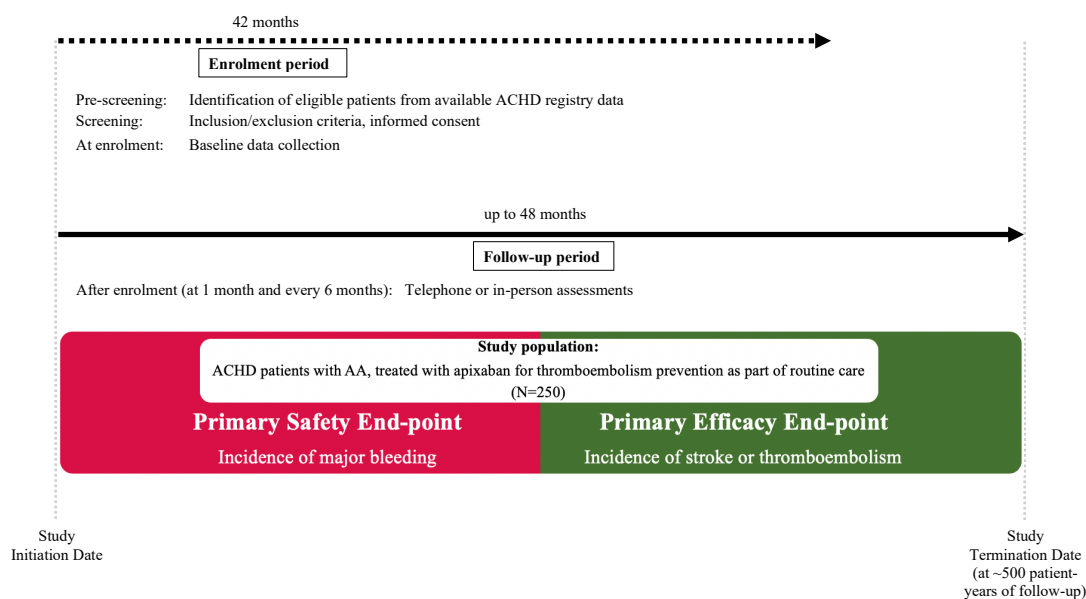 42 months
Enrolment period
Pre-screening: Identification of eligible patients from available ACHD registry data
Screening: Inclusion/exclusion criteria, informed consent
At enrolment: Baseline data collection
up to 48 months
Follow-up period
After enrolment (at 1 month and every 6 months): Telephone or in-person assessments
Study population:
ACHD patients with AA, treated with apixaban for thromboembolism prevention as part of routine care
(N=250)
Primary Safety End-point
Incidence of major bleeding
Primary Efficacy End-point
Incidence of stroke or thromboembolism
Study
Initiation Date
Study
Termination Date
(at ~500 patient-
years of follow-up)